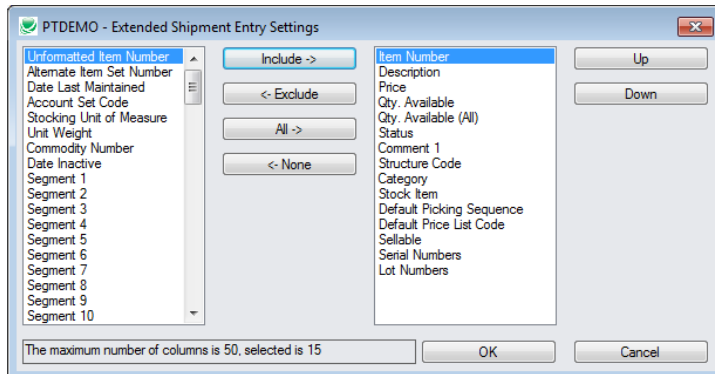 PTDEMO - Extended Shipment Entry Settings
Unformatted Item Number
Alternate Item Set Number
Date Last Maintained
Account Set Code
Stocking Unit of Measure
Unit Weight
Commodity Number
Date Inactive
Segment 1
Segment 2
Segment 3
Segment 4
Segment 5
Segment 6
Segment 7
Segment 8
Segment 9
Segment 10
Include ->
<- Exclude
All ->
<- None
Item Number
Description
Price
Qty. Available
Qty. Available (All)
Status
Comment 1
Structure Code
Category
Stock Item
Default Picking Sequence
Default Price List Code
Sellable
Serial Numbers
Lot Numbers
Up
Down
The maximum number of columns is 50, selected is 15
OK
Cancel